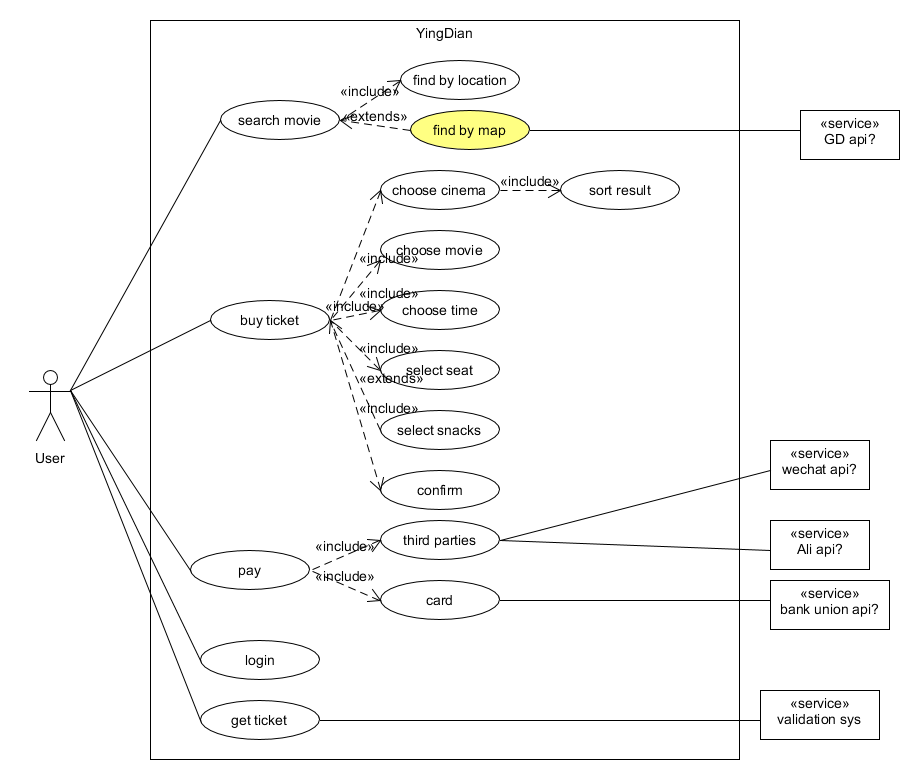 YingDian
find by location
«include»
search movie
«extends»
find by map
«service»
GD api?
choose cinema
«include»
sort result
choose movie
«include»
«include»
«include»
choose time
buy ticket
«include»
select seat
«extends»
«include»
select snacks
User
confirm
«service»
wechat api?
third parties
«service»
Ali api?
«include»
pay
«include»
card
«service»
bank union api?
login
get ticket
«service»
validation sys